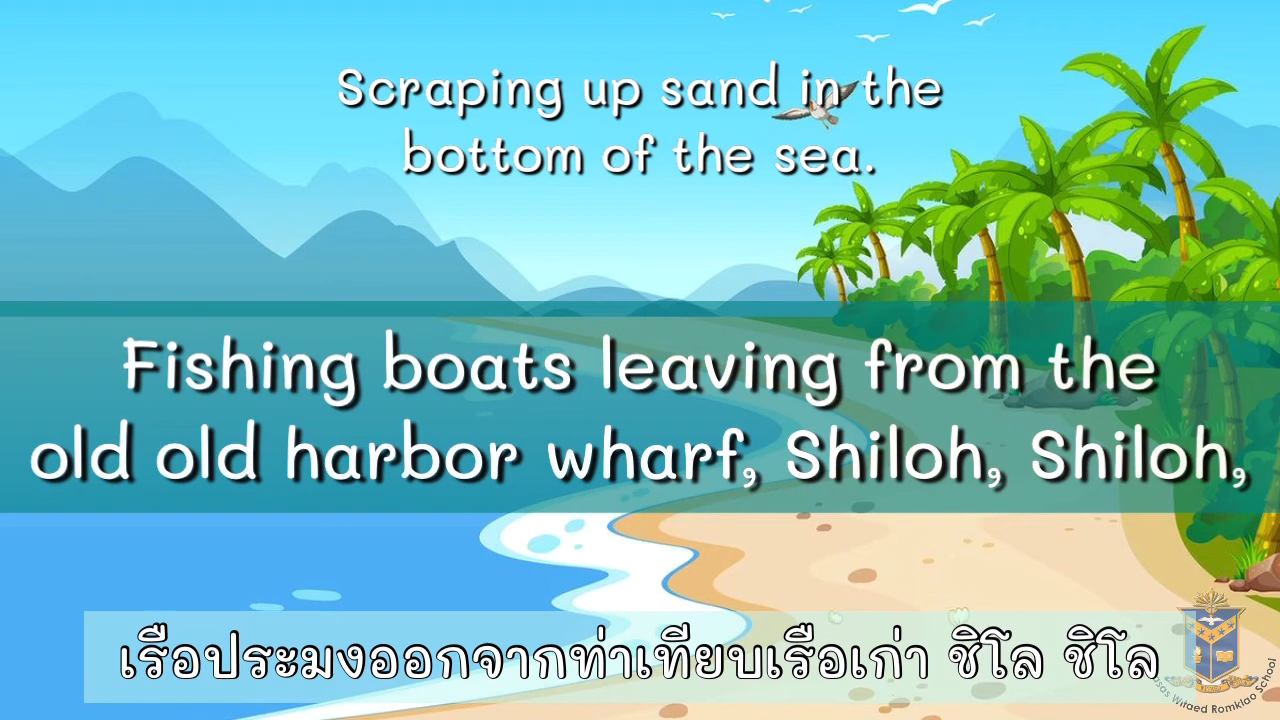 Scraping up sand in the
bottom of the sea.
Fishing boats leaving from the
old old harbor wharf, Shiloh, Shiloh,
เรือประมงออกจากท่าเทียบเรือเก่า ชิโล ชิโล
Romklao School